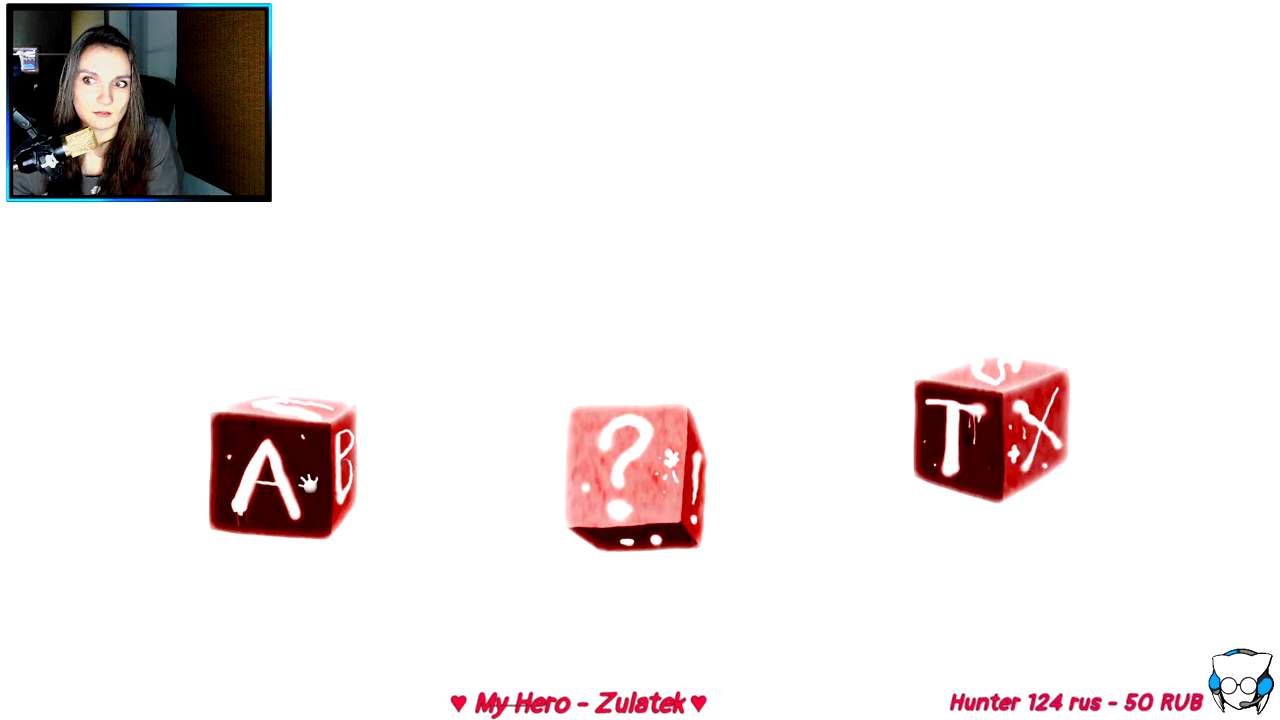 A B
?
!
T X
♥ My Hero - Zulatek ♥
Hunter 124 rus - 50 RUB